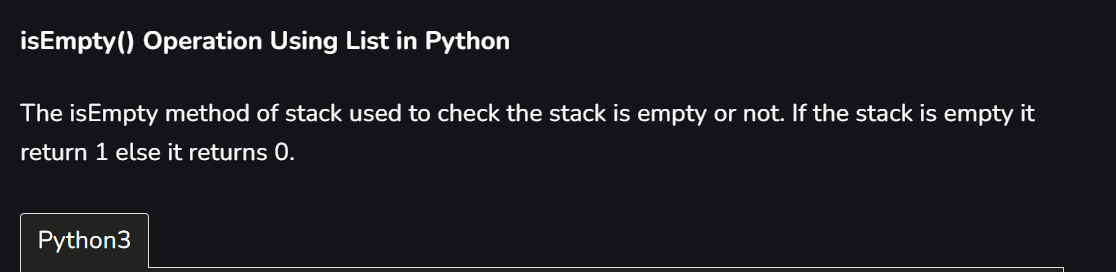 isEmpty() Operation Using List in Python
The isEmpty method of stack used to check the stack is empty or not. If the stack is empty it
return 1 else it returns 0.
Python3